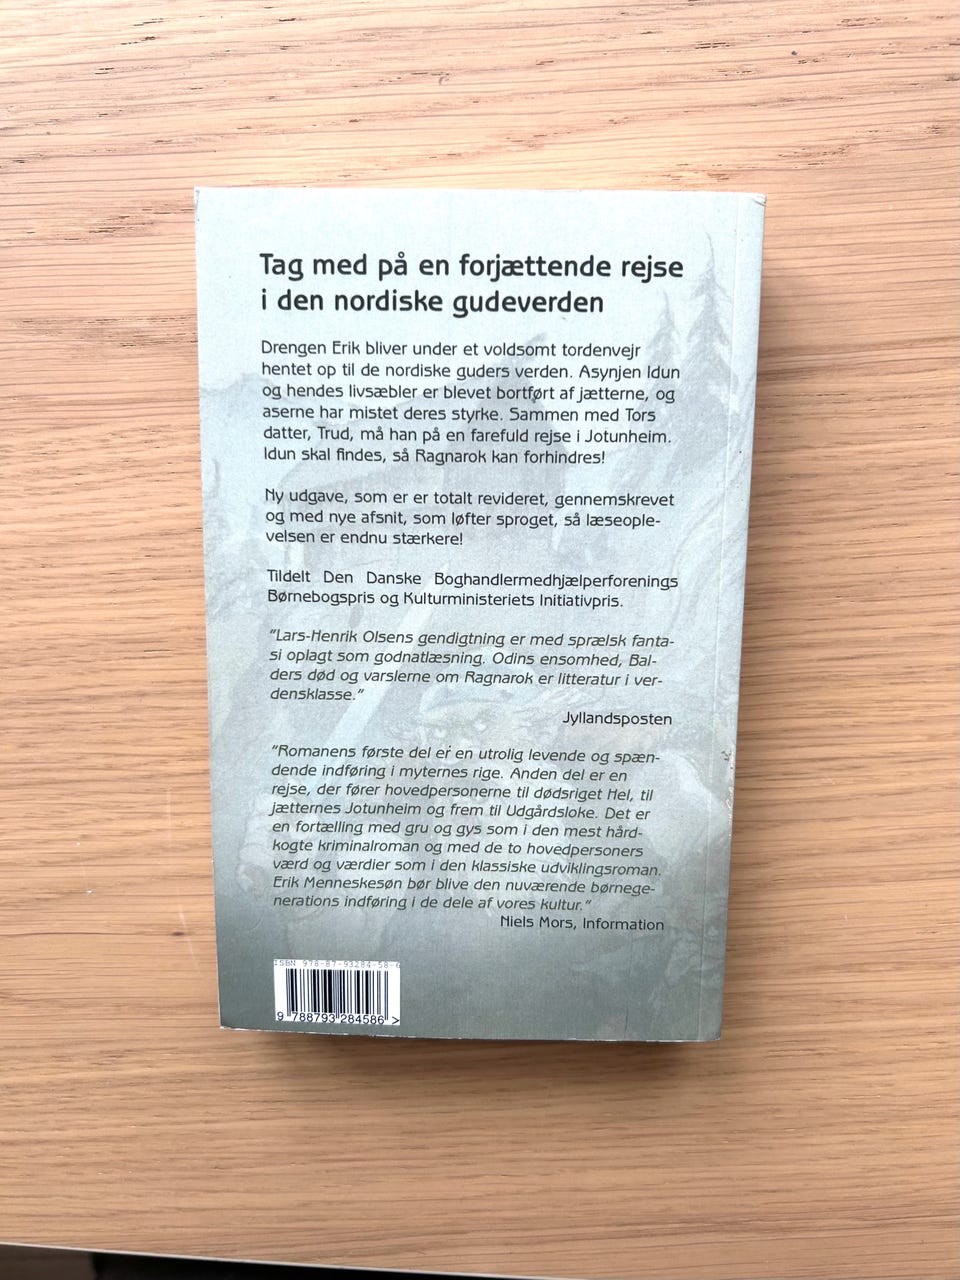 Tag med på en forjættende rejse
i den nordiske gudeverden
Drengen Erik bliver under et voldsomt tordenvejr
hentet op til de nordiske guders verden. Asynjen Idun
og hendes livsæbler er blevet bortført af jætterne, og
aserne har mistet deres styrke. Sammen med Tors
datter, Trud, må han på en farefuld rejse i Jotunheim.
Idun skal findes, så Ragnarok kan forhindres!
Ny udgave, som er er totalt revideret, gennemskrevet
og med nye afsnit, som løfter sproget, så læseople-
velsen er endnu stærkere!
Tildelt Den Danske Boghandlermedhjælperforenings
Børnebogspris og Kulturministeriets Initiativpris.
"Lars-Henrik Olsens gendigtning er med sprælsk fanta-
si oplagt som godnatlæsning. Odins ensomhed, Bal-
ders død og varslerne om Ragnarok er litteratur i ver-
densklasse."
Jyllandsposten
"Romanens første del er en utrolig levende og spæn-
dende indføring i myternes rige. Anden del er en
rejse, der fører hovedpersonerne til dødsriget Hel, til
jætternes Jotunheim og frem til Udgårdsloke. Det er
en fortælling med gru og gys som i den mest hård-
kogte kriminalroman og med de to hovedpersoners
værd og værdier som i den klassiske udviklingsroman.
Erik Menneskesøn bør blive den nuværende børnege-
nerations indføring i de dele af vores kultur."
Niels Mors, Information
ISBN 978-87-93284-58-6
9 788793 284586 >